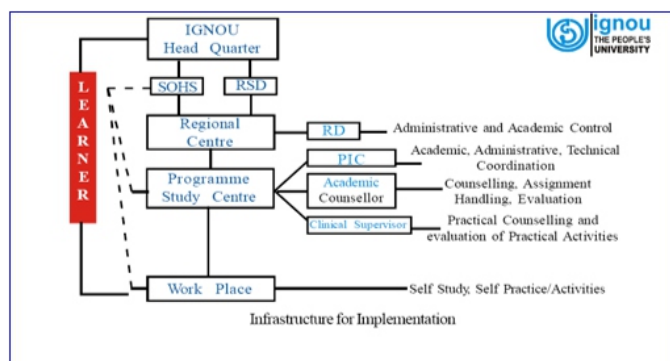 ignou
THE PEOPLE'S
UNIVERSITY
IGNOU
Head Quarter
LEARNER
SOHS
RSD
Regional
Centre
RD
Administrative and Academic Control
PIC
Academic, Administrative, Technical
Coordination
Programme
Study Centre
Academic
Counsellor
Counselling, Assignment
Handling, Evaluation
Clinical Supervisor
Practical Counselling and
evaluation of Practical Activities
Work Place
Self Study, Self Practice/Activities
Infrastructure for Implementation